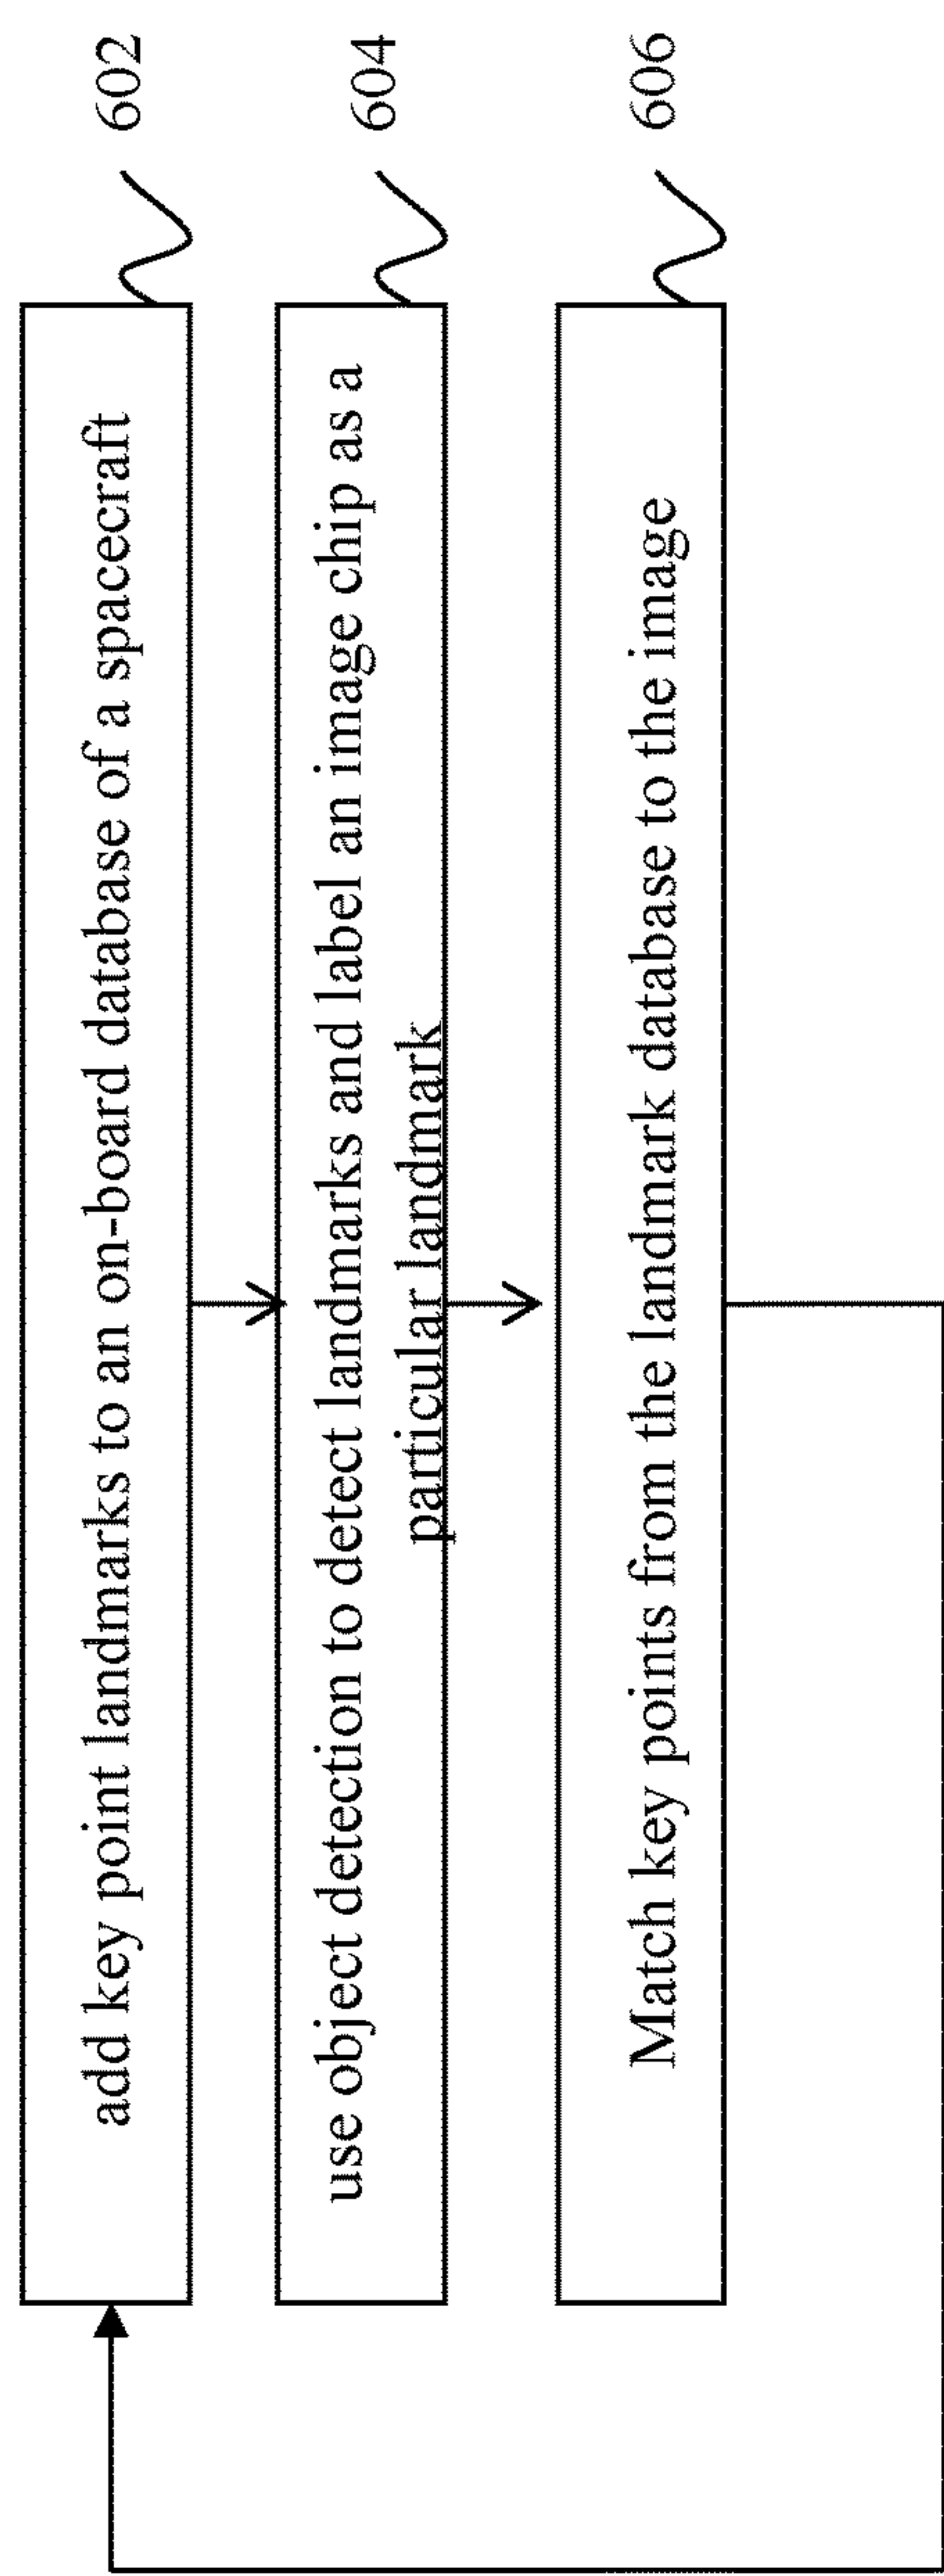 add key point landmarks to an on-board database of a spacecraft
602
use object detection to detect landmarks and label an image chip as a
particular landmark
604
Match key points from the landmark database to the image
606